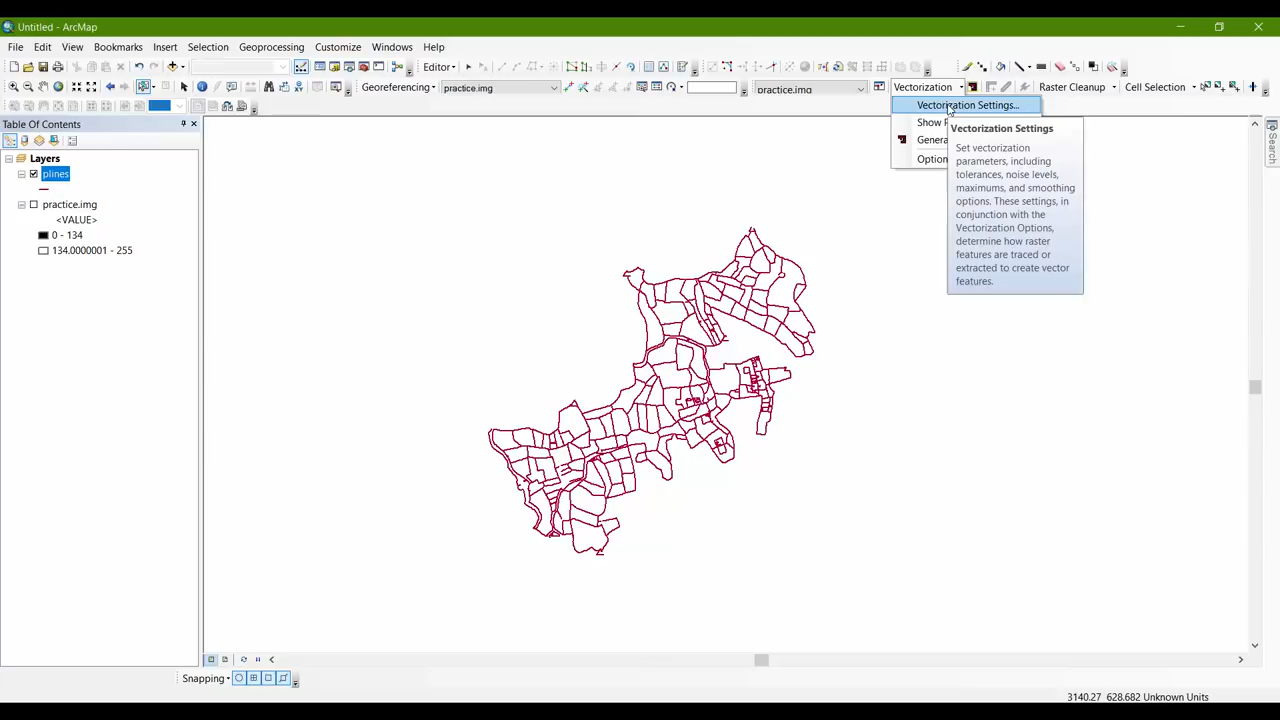 Untitled - ArcMap
File Edit View Bookmarks Insert Selection Geoprocessing Customize Windows Help
Editor
Georeferencing practice.img practice.img Vectorization Raster Cleanup Cell Selection
Table Of Contents
Layers
plines
practice.img
<VALUE>
0 - 134
134.0000001 - 255
Vectorization Settings...
Show
Genera
Option
Vectorization Settings
Set vectorization
parameters, including
tolerances, noise levels,
maximums, and smoothing
options. These settings, in
conjunction with the
Vectorization Options,
determine how raster
features are traced or
extracted to create vector
features.
Search
Snapping
3140.27 628.682 Unknown Units